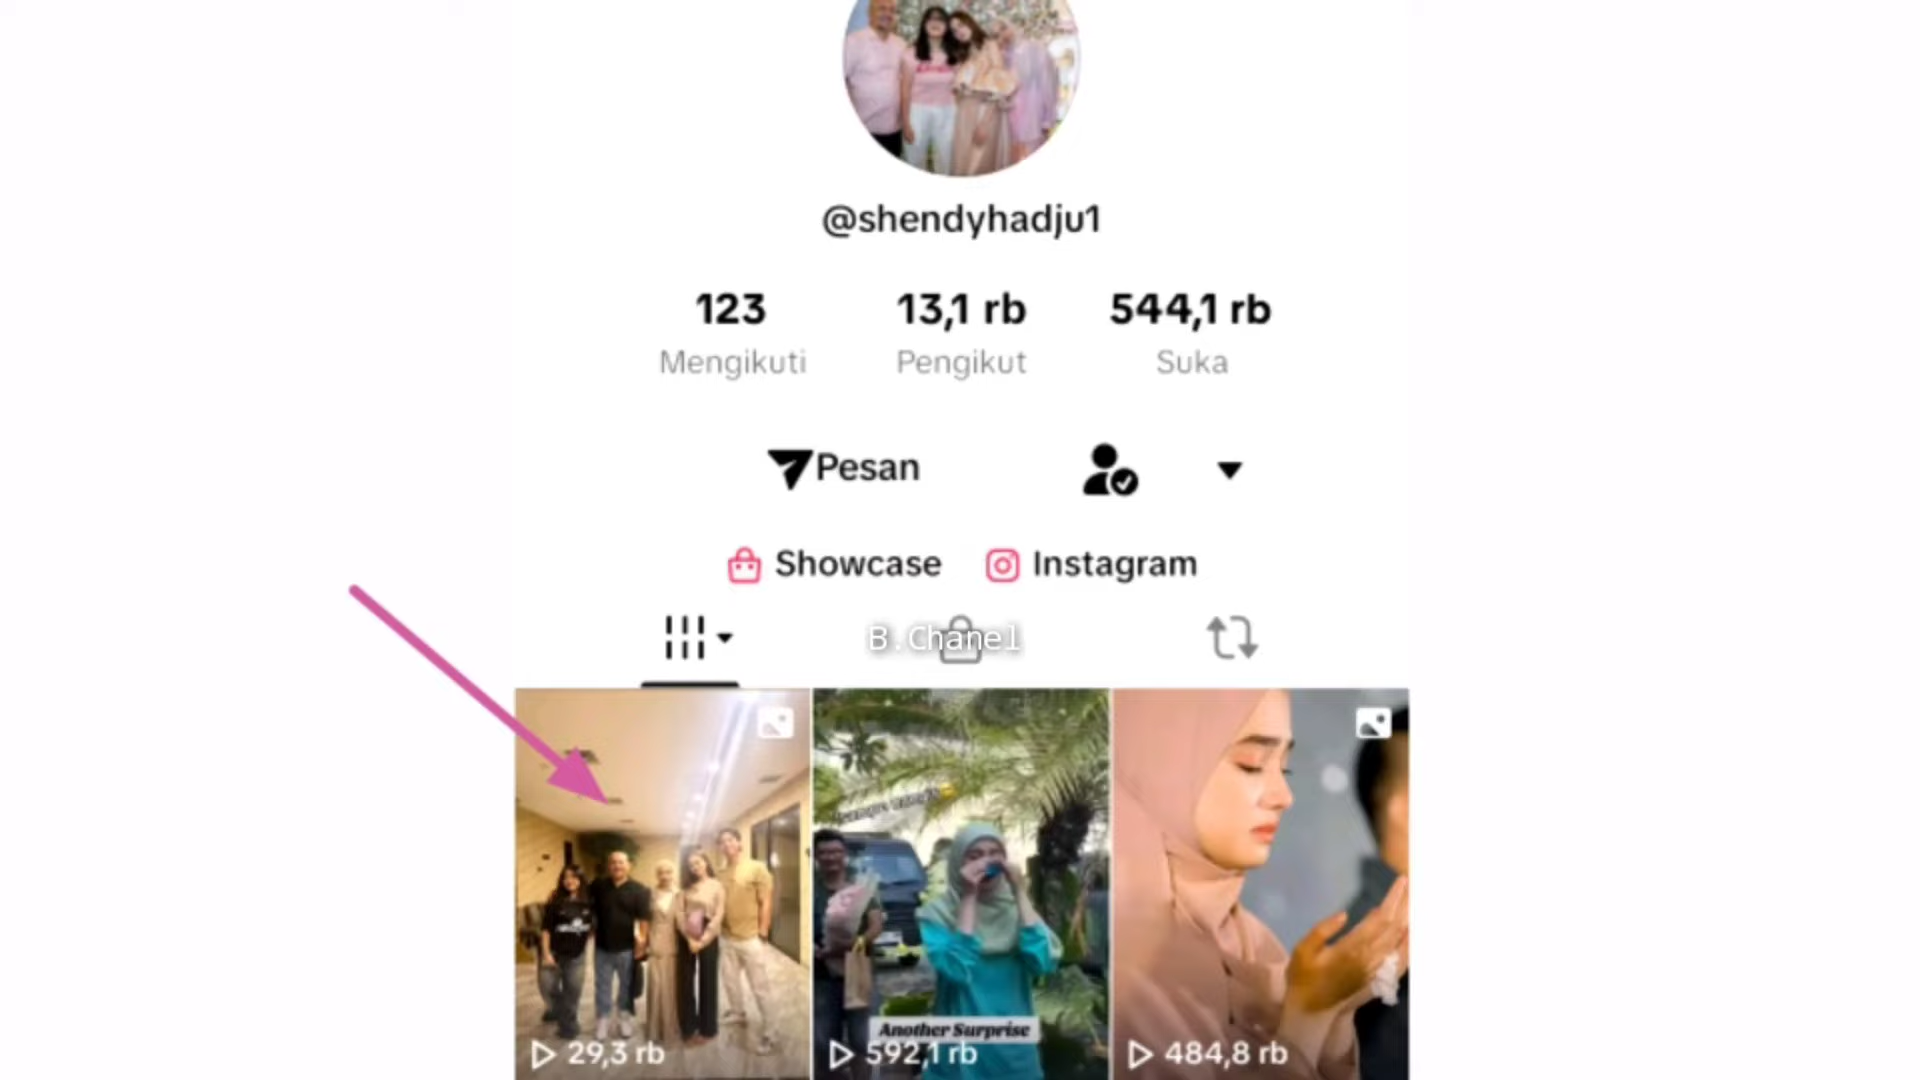 @shendyhadju1
123 13,1 rb 544,1 rb
Mengikuti Pengikut Suka
Pesan
Showcase Instagram
B.Chanel
Another Surprise
29,3 rb 592,1 rb 484,8 rb